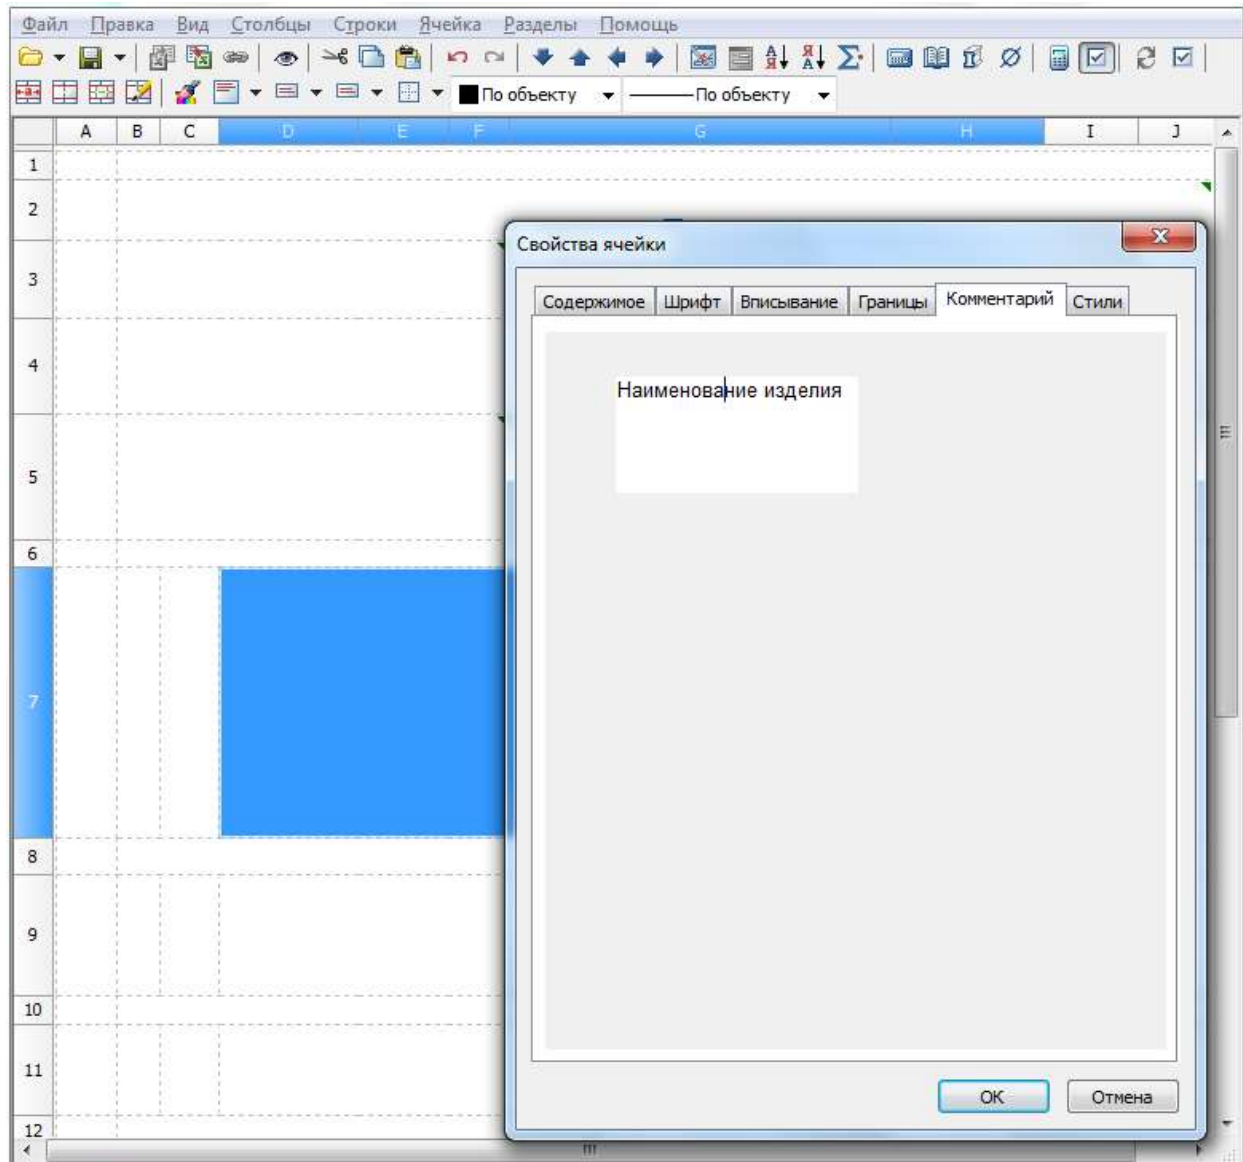 Файл Правка Вид Столбцы Строки Ячейка Разделы Помощь
По объекту По объекту
A B C D E F G H I J
1
2
Свойства ячейки
3
Содержимое Шрифт Вписывание Границы Комментарий Стили
4
Наименование изделия
5
6
7
8
9
10
11
OK Отмена
12